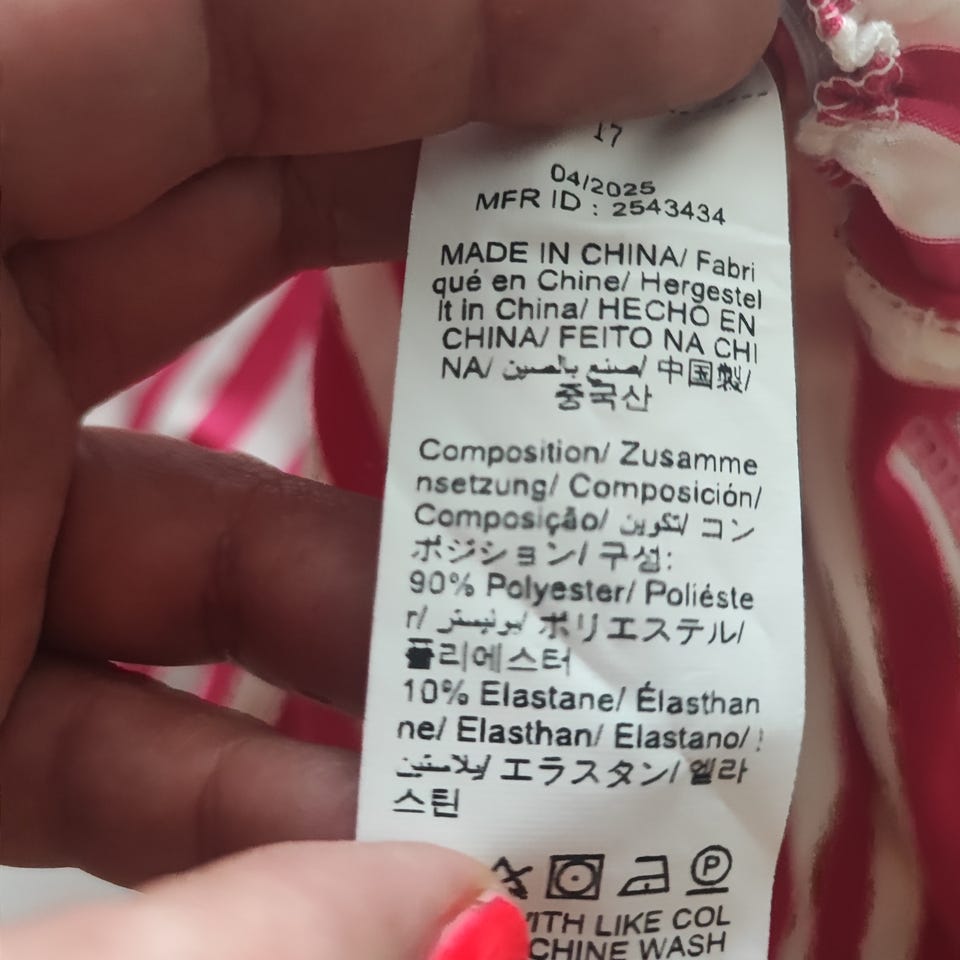 17
04/2025
MFR ID : 2543434
MADE IN CHINA/ Fabri
qué en Chine/ Hergestel
lt in China/ HECHO EN
CHINA/ FEITO NA CHI
NA/ صنع بالصين/ 中国製/
중국산
Composition/ Zusamme
nsetzung/ Composición/
Composição/ تكوين/ コン
ポジション/ 구성:
90% Polyester/ Poliéste
r/ بوليستر/ ポリエステル/
폴리에스터
10% Elastane/ Élasthan
ne/ Elasthan/ Elastano/
إيلاستين/ エラスタン/ 엘라
스틴
P
WITH LIKE COL
CHINE WASH